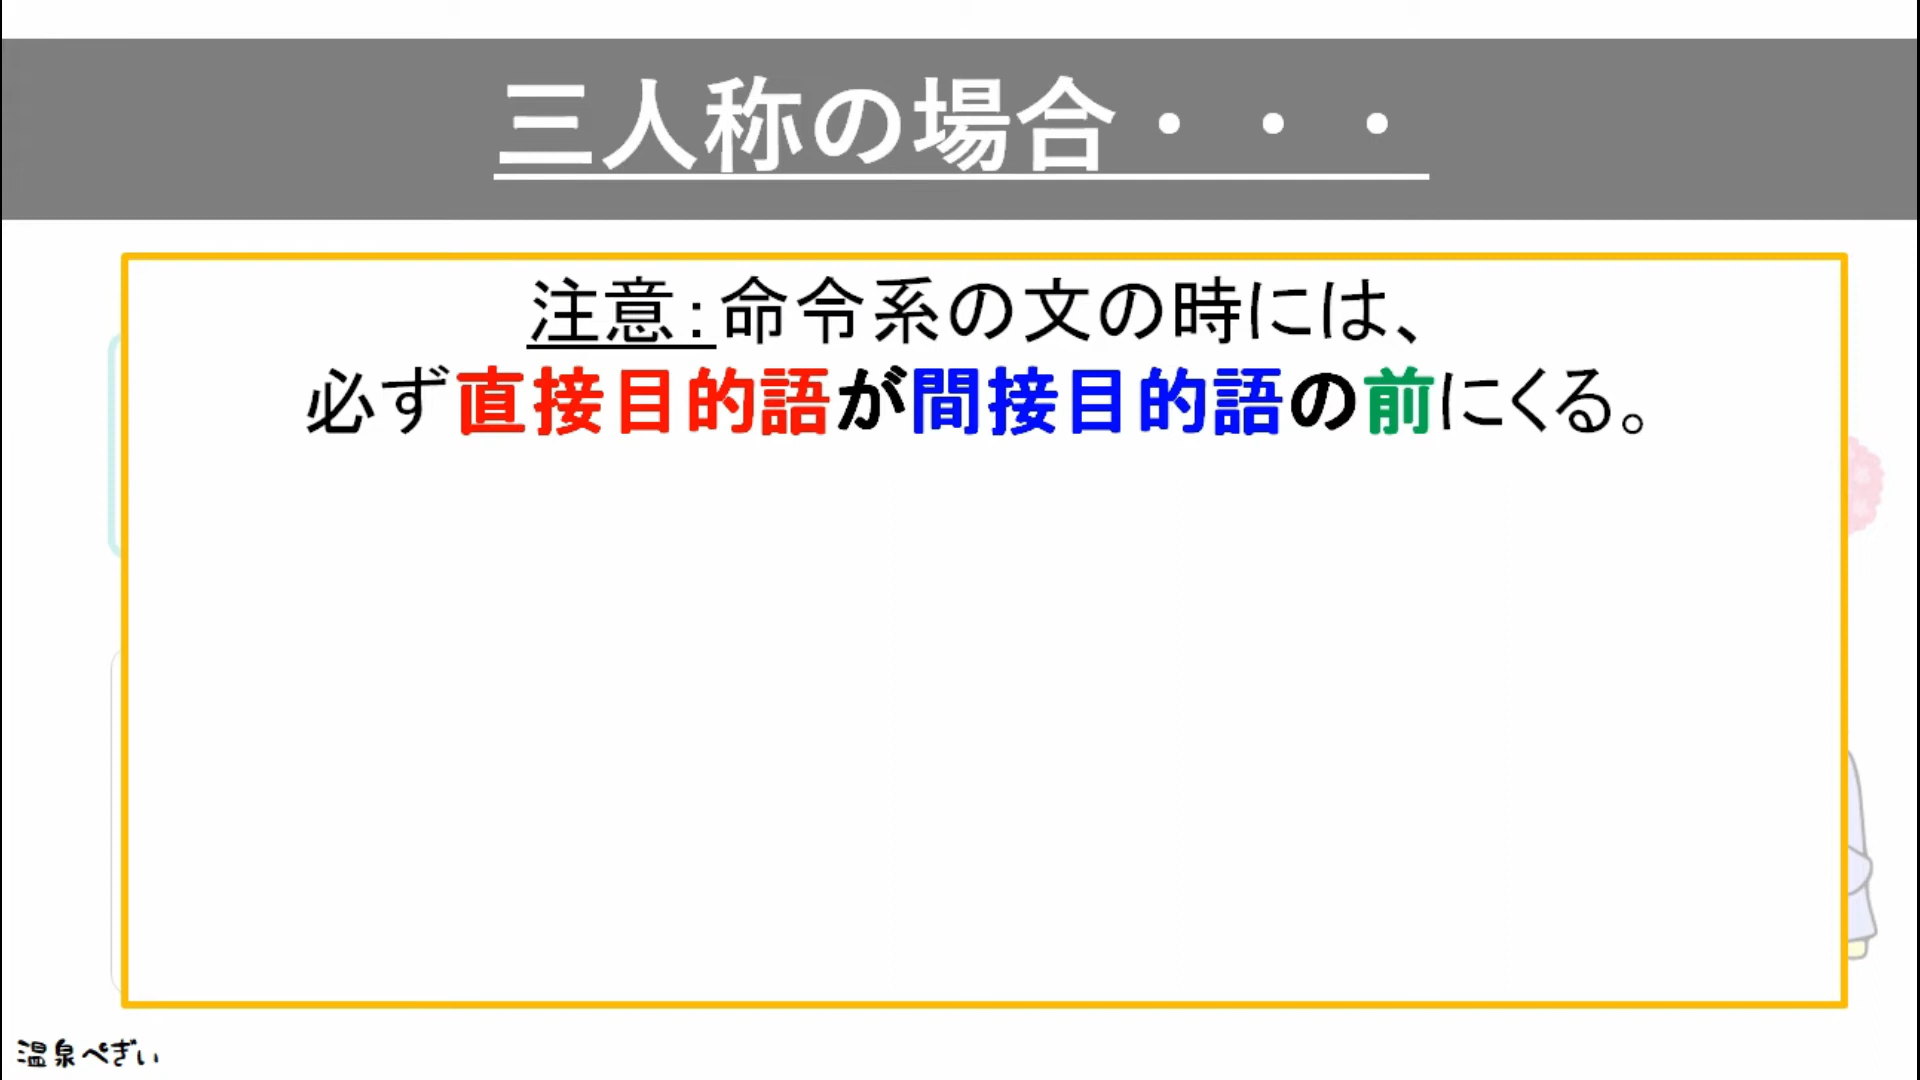 三人称の場合・・・
注意：命令系の文の時には、
必ず直接目的語が間接目的語の前にくる。
温泉ぺぎぃ